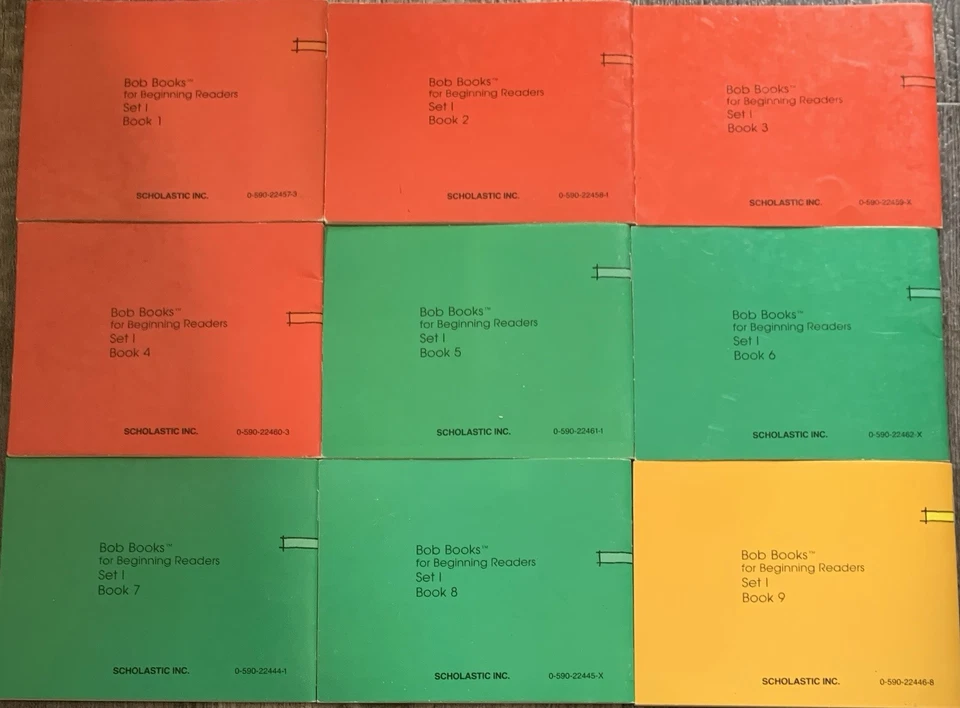 Bob Books™
for Beginning Readers
Set I
Book 1
SCHOLASTIC INC. 0-590-22457-3
Bob Books™
for Beginning Readers
Set I
Book 2
SCHOLASTIC INC. 0-590-22458-1
Bob Books™
for Beginning Readers
Set I
Book 3
SCHOLASTIC INC. 0-590-22459-X
Bob Books™
for Beginning Readers
Set I
Book 4
SCHOLASTIC INC. 0-590-22460-3
Bob Books™
for Beginning Readers
Set I
Book 5
SCHOLASTIC INC. 0-590-22461-1
Bob Books™
for Beginning Readers
Set I
Book 6
SCHOLASTIC INC. 0-590-22462-X
Bob Books™
for Beginning Readers
Set I
Book 7
SCHOLASTIC INC. 0-590-22444-1
Bob Books™
for Beginning Readers
Set I
Book 8
SCHOLASTIC INC. 0-590-22445-X
Bob Books™
for Beginning Readers
Set I
Book 9
SCHOLASTIC INC. 0-590-22446-8